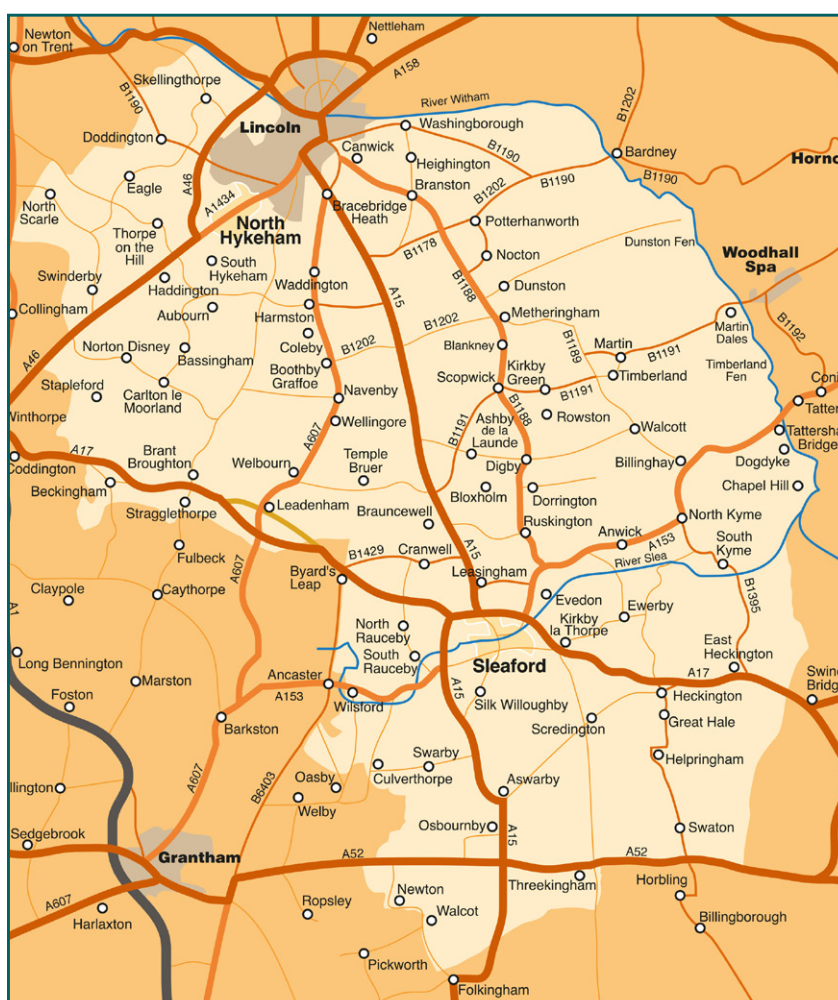 Newton
on Trent
Nettleham
A158
Skellingthorpe
B1190
River Witham
B1202
Lincoln
Washingborough
Doddington
Canwick
B1190
Bardney
Horno
Heighington
Eagle
A46
B1202
B1190
B1190
North
Scarle
A1434
Branston
Bracebridge
Heath
Thorpe
on the
Hill
North
Hykeham
Potterhanworth
B1178
Dunston Fen
Woodhall
Spa
South
Hykeham
Nocton
Swinderby
Haddington
Waddington
B1188
Dunston
A15
Collingham
Aubourn
Harmston
Metheringham
Martin
Dales
B1192
Norton Disney
Coleby
B1202
B1202
Blankney
B1189
Martin
B1191
A46
Bassingham
Boothby
Graffoe
Kirkby
Green
Timberland
Fen
Stapleford
Carlton le
Moorland
Scopwick
Timberland
Coni
Navenby
B1191
Tatter
Winthorpe
Wellingore
B1188
Ashby
de la
Launde
Rowston
Walcott
Tattersha
Bridge
A17
A607
B1191
Coddington
Brant
Broughton
Welbourn
Temple
Bruer
Digby
Billinghay
Dogdyke
Beckingham
Bloxholm
Dorrington
Chapel Hill
Stragglethorpe
Leadenham
Brauncewell
Ruskington
North Kyme
Anwick
A153
Fulbeck
B1429
Cranwell
A15
River Slea
South
Kyme
Byard's
Leap
Leasingham
A607
Claypole
Caythorpe
Evedon
Ewerby
B1395
A1
North
Rauceby
Kirkby
la Thorpe
South
Rauceby
Sleaford
East
Heckington
Long Bennington
A17
Marston
Ancaster
Swine
Bridge
Foston
A153
Wilsford
A15
Silk Willoughby
Heckington
Barkston
Scredington
Great Hale
Swarby
Helpringham
A607
B6403
Oasby
Culverthorpe
Aswarby
llington
Welby
Osbournby
A15
Swaton
Sedgebrook
Grantham
A52
A52
Threekingham
Horbling
A607
Newton
Ropsley
Harlaxton
Walcot
Billingborough
Pickworth
Folkingham